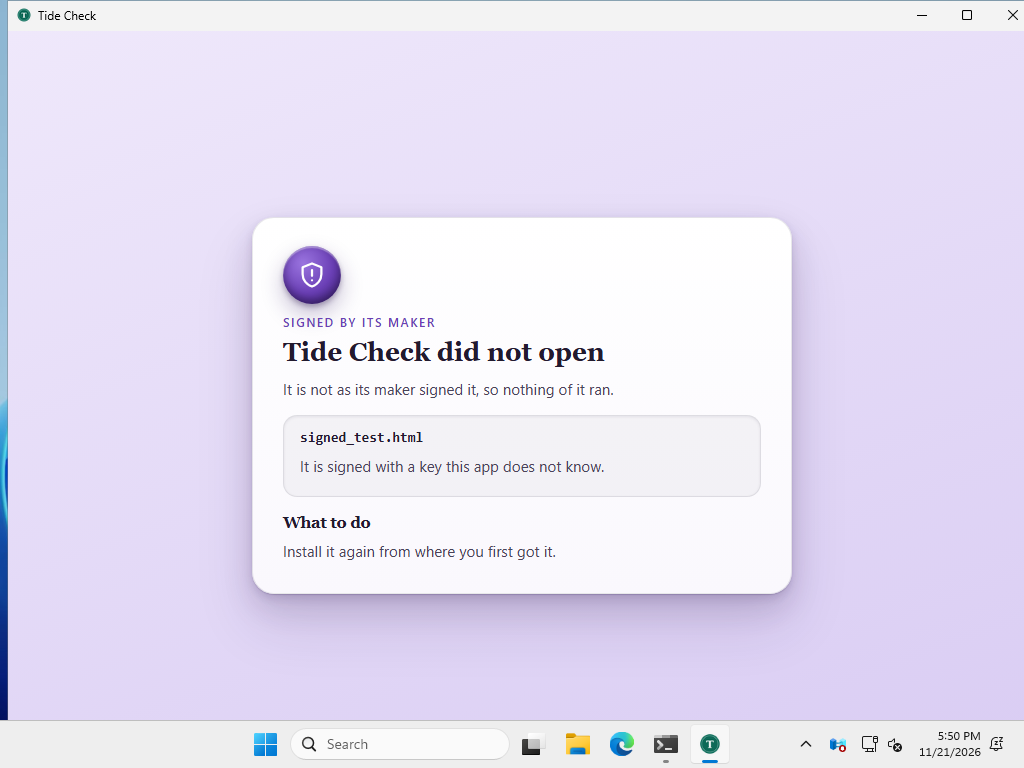 Tide Check
SIGNED BY ITS MAKER
Tide Check did not open
It is not as its maker signed it, so nothing of it ran.
signed_test.html
It is signed with a key this app does not know.
What to do
Install it again from where you first got it.
Search
T
5:50 PM
11/21/2026